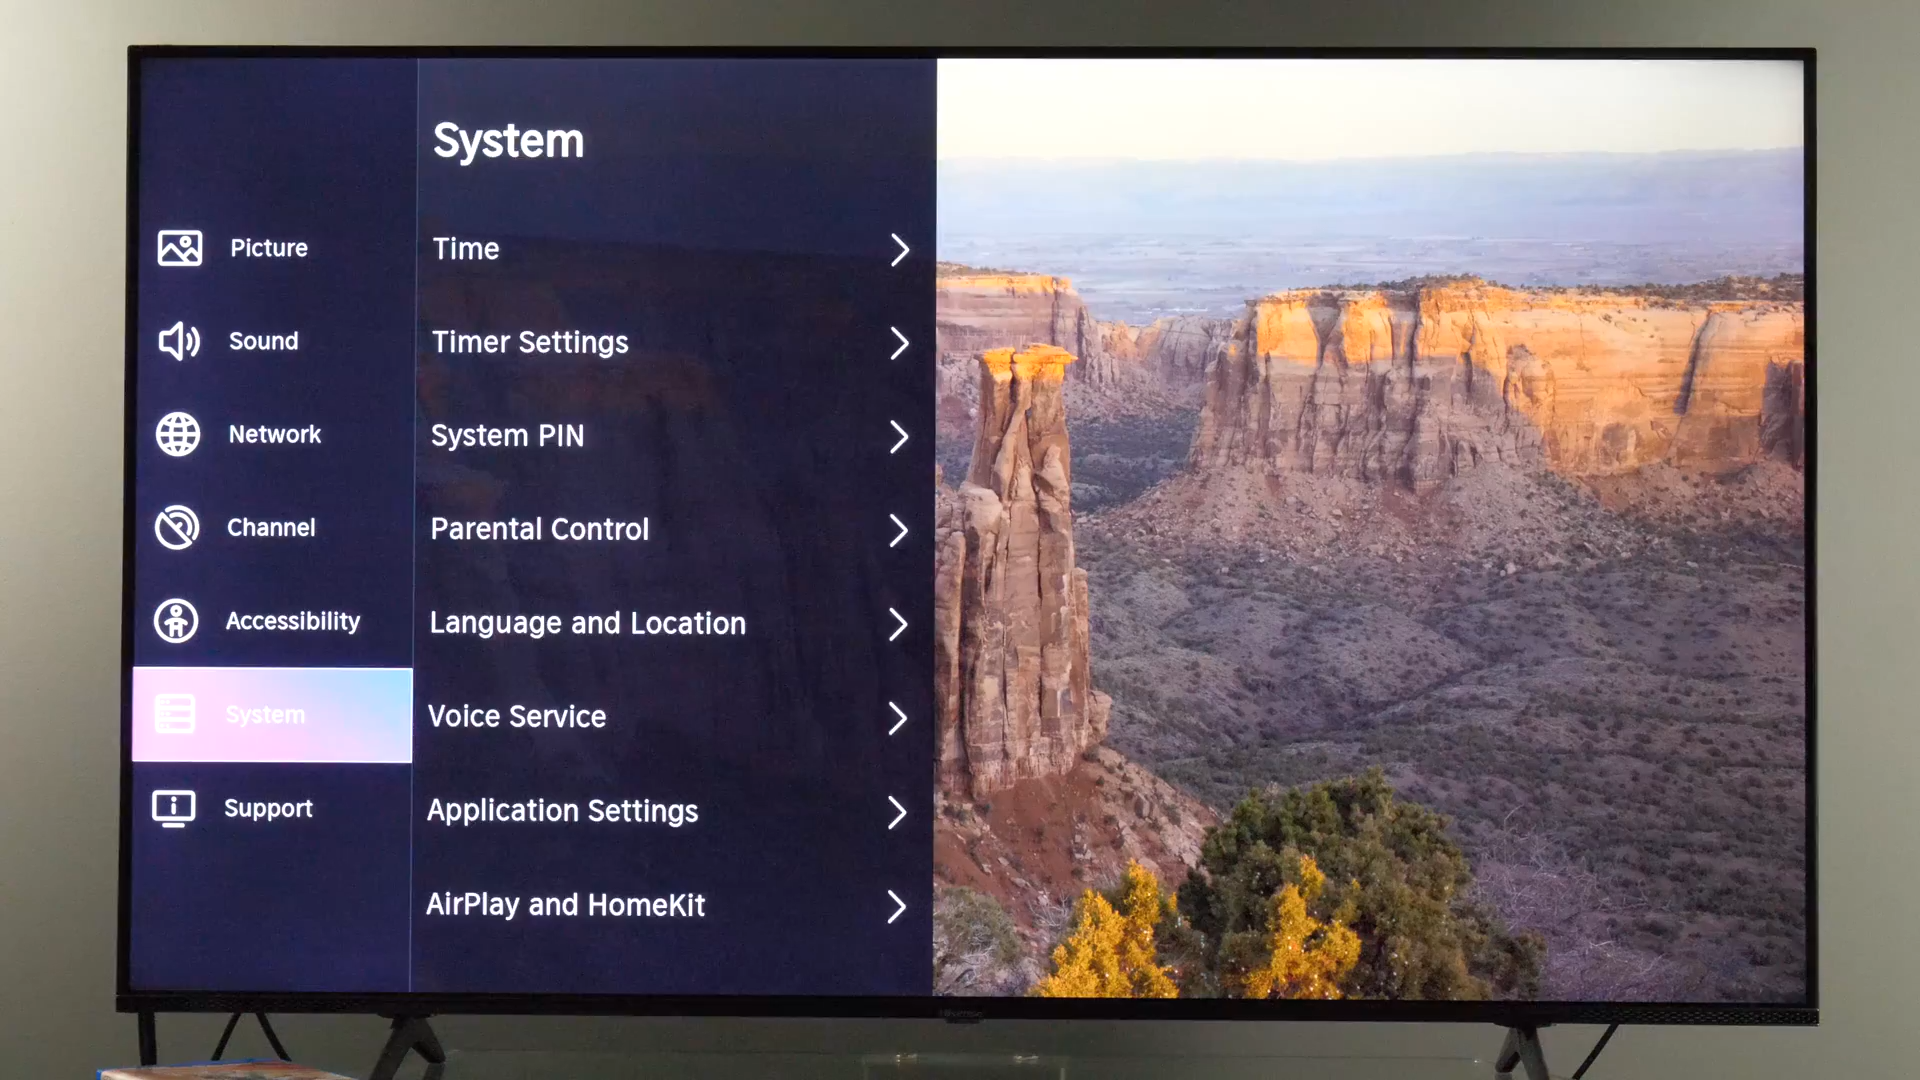 System
Picture
Sound
Network
Channel
Accessibility
System
Support
Time
Timer Settings
System PIN
Parental Control
Language and Location
Voice Service
Application Settings
AirPlay and HomeKit
Hisense